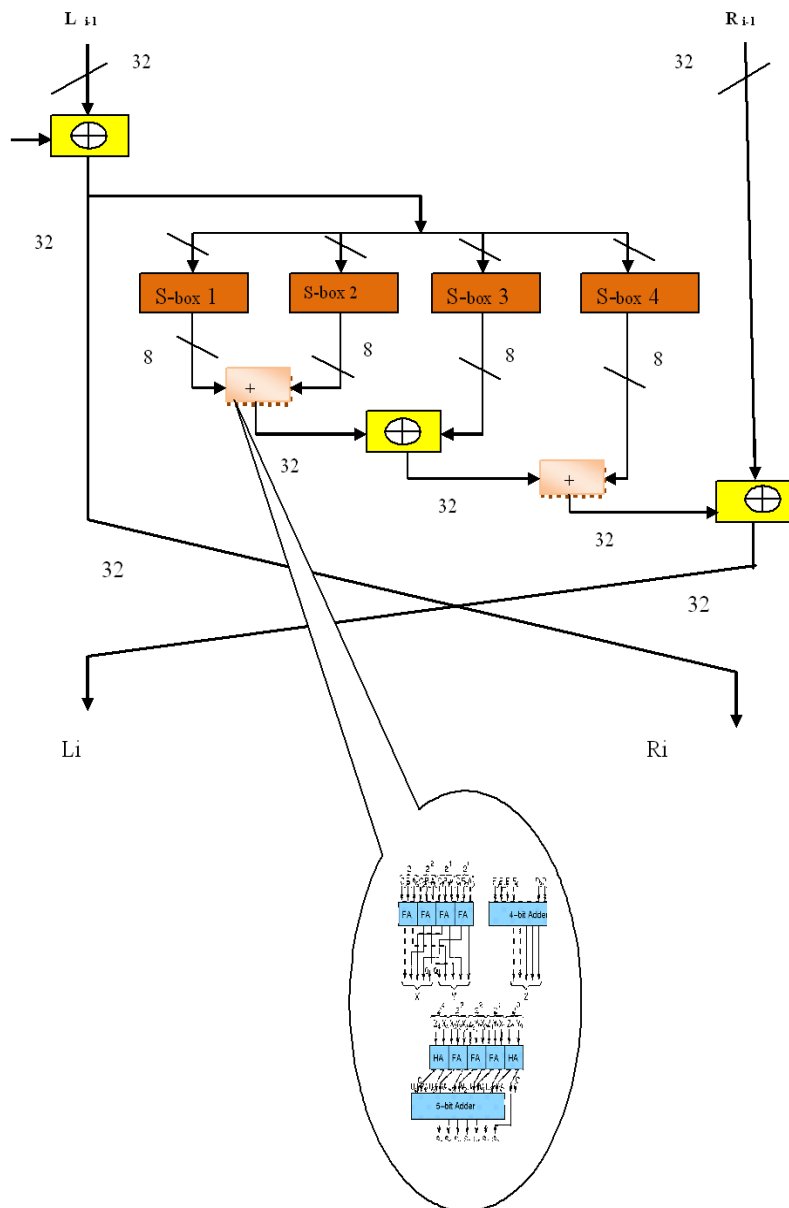 L i-1
R i-1
32
32
S-box 1
S-box 2
S-box 3
S-box 4
32
8
8
8
8
+
32
+
32
32
32
32
Li
Ri
FA FA FA FA
4-bit Adder
X Y
Z
HA FA FA FA HA
5-bit Adder